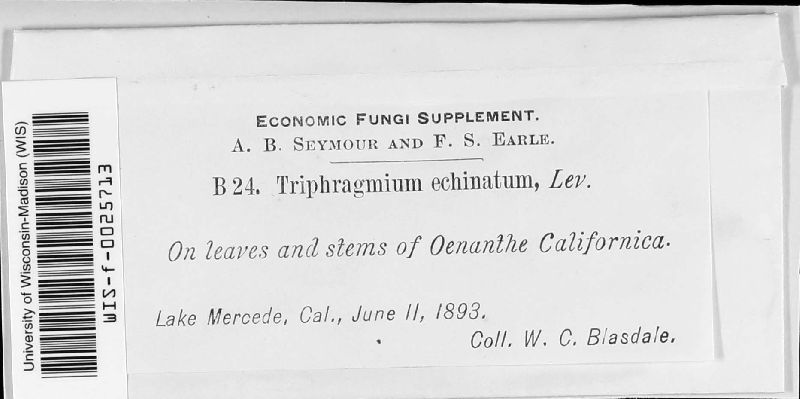 ECONOMIC FUNGI SUPPLEMENT.
A. B. SEYMOUR AND F. S. EARLE.
B 24. Triphragmium echinatum, Lev.
On leaves and stems of Oenanthe Californica.
Lake Mercede, Cal., June 11, 1893.
Coll. W. C. Blasdale.
University of Wisconsin-Madison (WIS)
WIS-f-0025713